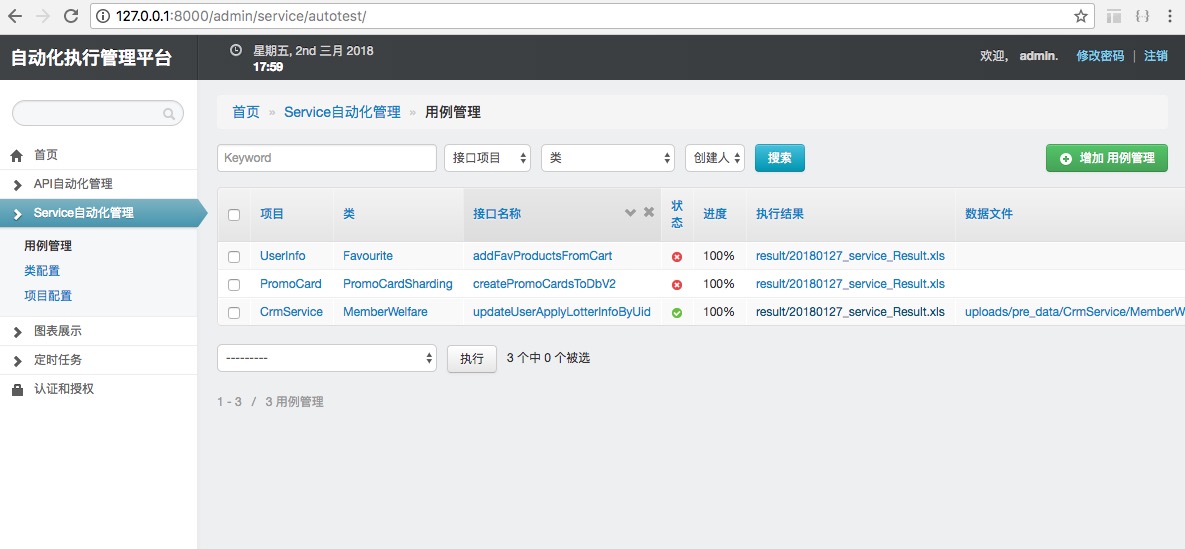 127.0.0.1:8000/admin/service/autotest/
自动化执行管理平台
星期五, 2nd 三月 2018
17:59
欢迎, admin. 修改密码 | 注销
首页 » Service自动化管理 » 用例管理
Keyword 接口项目 类 创建人 搜索 增加 用例管理
首页
API自动化管理
Service自动化管理
用例管理
类配置
项目配置
图表展示
定时任务
认证和授权
项目 类 接口名称 状态 进度 执行结果 数据文件
UserInfo Favourite addFavProductsFromCart 100% result/20180127_service_Result.xls
PromoCard PromoCardSharding createPromoCardsToDbV2 100% result/20180127_service_Result.xls
CrmService MemberWelfare updateUserApplyLotterInfoByUid 100% result/20180127_service_Result.xls uploads/pre_data/CrmService/MemberW
--------- 执行 3 个中 0 个被选
1 - 3 / 3 用例管理